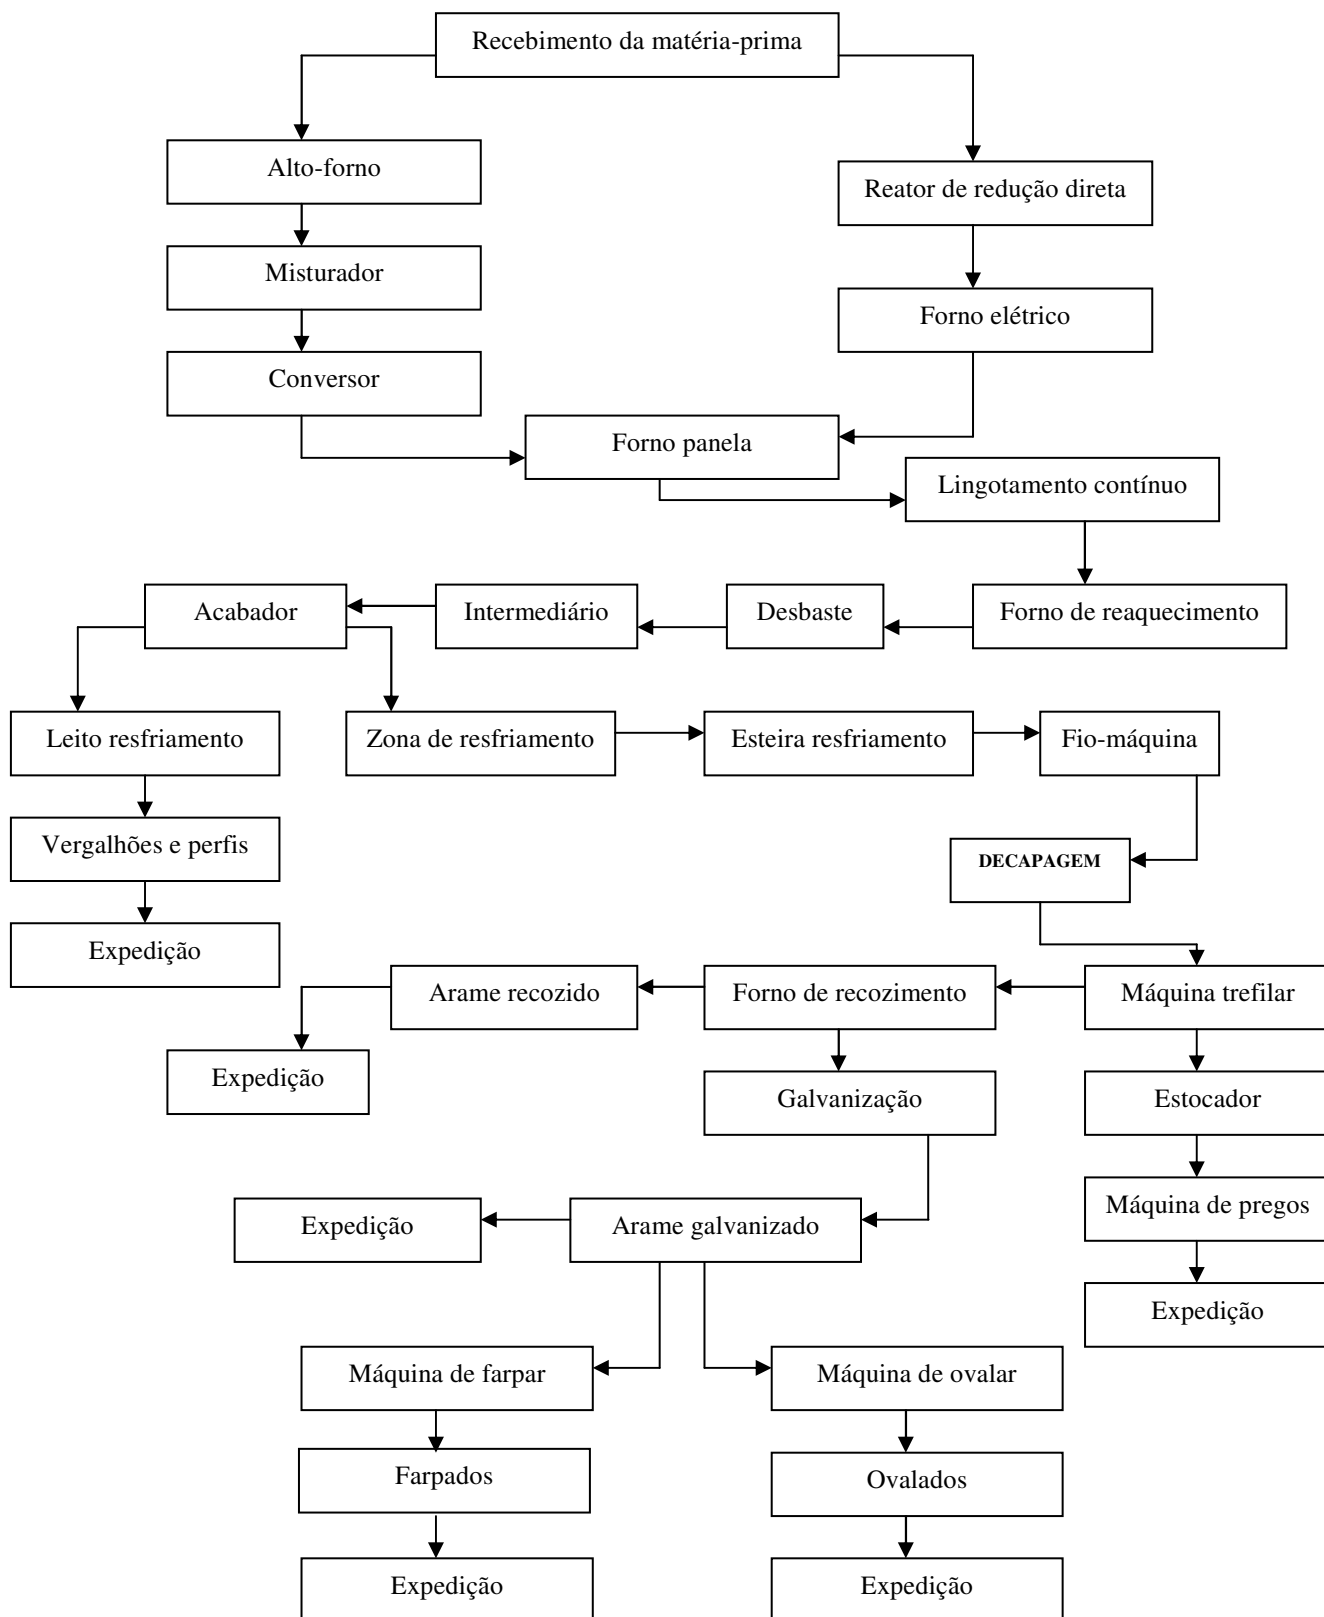 Recebimento da matéria-prima
Alto-forno
Reator de redução direta
Misturador
Forno elétrico
Conversor
Forno panela
Lingotamento contínuo
Acabador
Intermediário
Desbaste
Forno de reaquecimento
Leito resfriamento
Zona de resfriamento
Esteira resfriamento
Fio-máquina
Vergalhões e perfis
DECAPAGEM
Expedição
Arame recozido
Forno de recozimento
Máquina trefilar
Expedição
Galvanização
Estocador
Expedição
Arame galvanizado
Máquina de pregos
Expedição
Máquina de farpar
Máquina de ovalar
Farpados
Ovalados
Expedição
Expedição